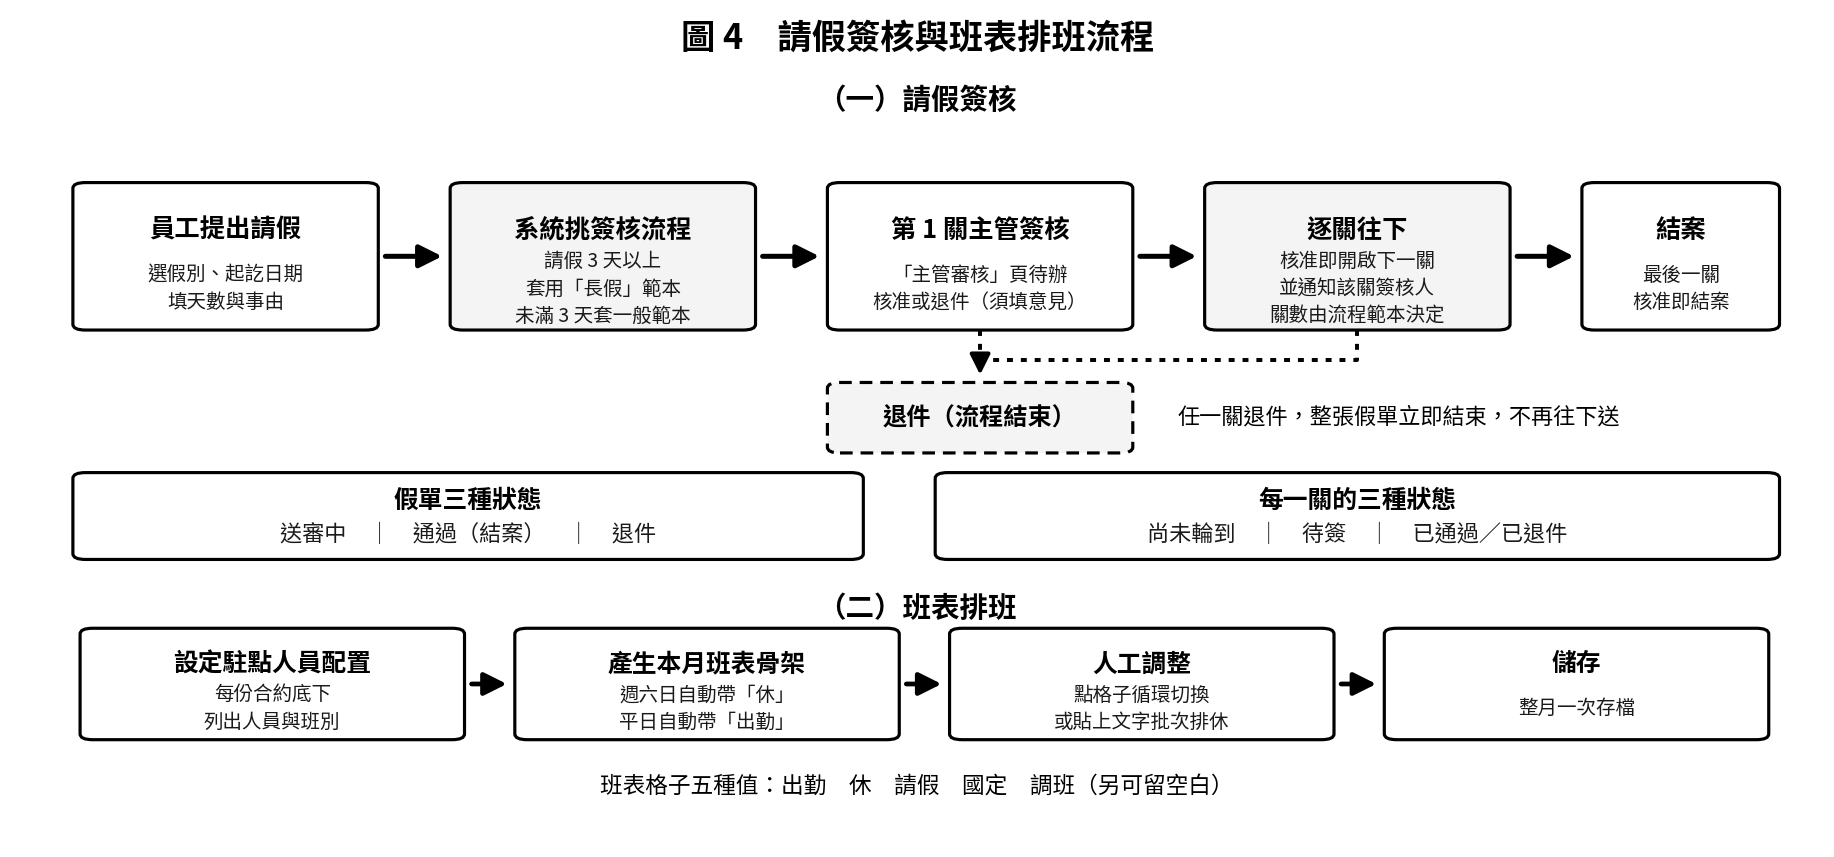 圖 4　請假簽核與班表排班流程
（一）請假簽核
員工提出請假
選假別、起訖日期
填天數與事由
系統挑簽核流程
請假 3 天以上
套用「長假」範本
未滿 3 天套一般範本
第 1 關主管簽核
「主管審核」頁待辦
核准或退件（須填意見）
逐關往下
核准即開啟下一關
並通知該關簽核人
關數由流程範本決定
結案
最後一關
核准即結案
退件（流程結束）
任一關退件，整張假單立即結束，不再往下送
假單三種狀態
送審中　｜　通過（結案）　｜　退件
每一關的三種狀態
尚未輪到　｜　待簽　｜　已通過／已退件
（二）班表排班
設定駐點人員配置
每份合約底下
列出人員與班別
產生本月班表骨架
週六日自動帶「休」
平日自動帶「出勤」
人工調整
點格子循環切換
或貼上文字批次排休
儲存
整月一次存檔
班表格子五種值：出勤　休　請假　國定　調班（另可留空白）